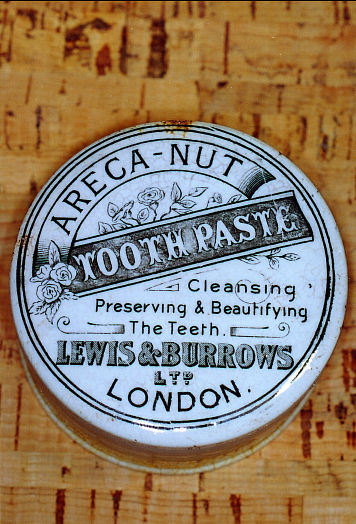 ARECA-NUT
TOOTH PASTE
Cleansing,
Preserving & Beautifying
The Teeth.
LEWIS & BURROWS
LTD
LONDON.